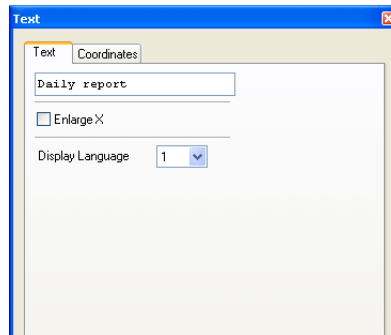 Text
Text Coordinates
Daily report
Enlarge X
Display Language 1